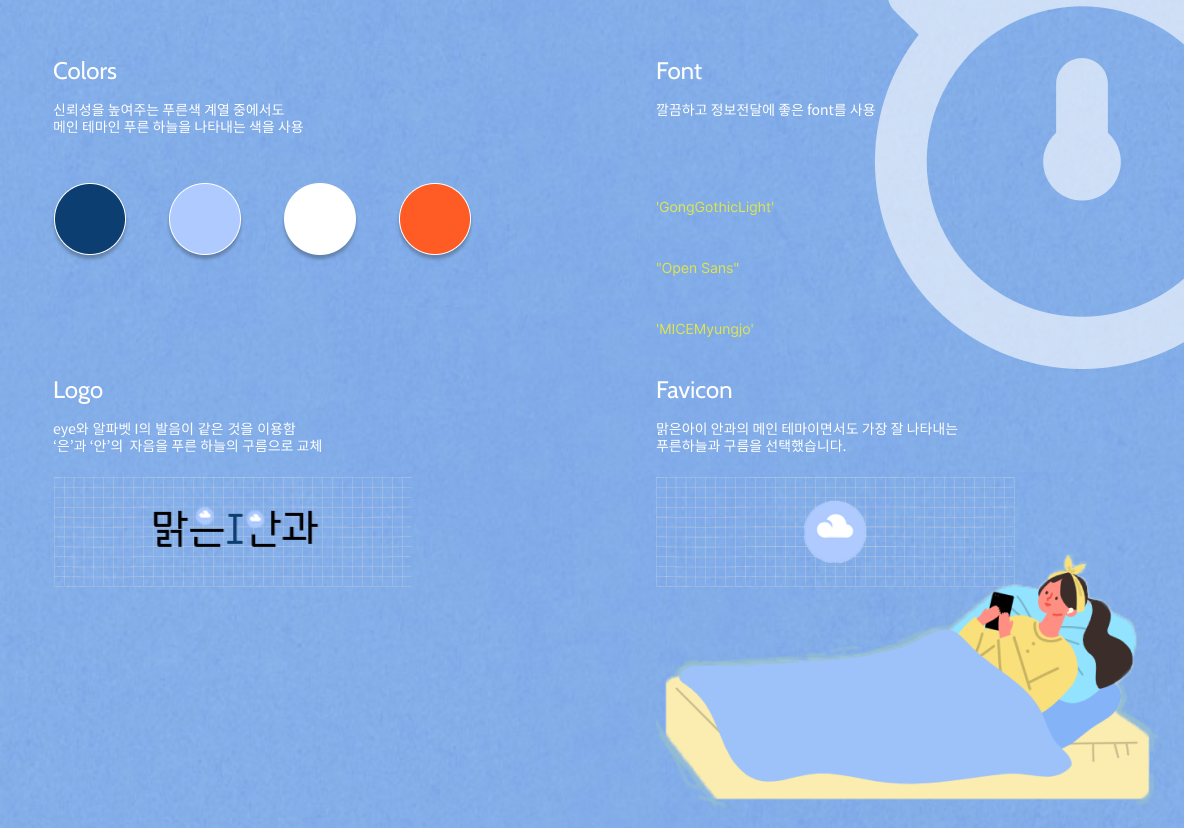 Colors
신뢰성을 높여주는 푸른색 계열 중에서도
메인 테마인 푸른 하늘을 나타내는 색을 사용
Font
깔끔하고 정보전달에 좋은 font를 사용
'GongGothicLight'
"Open Sans"
'MICEMyungjo'
Logo
eye와 알파벳 I의 발음이 같은 것을 이용함
‘은’과 ‘안’의 자음을 푸른 하늘의 구름으로 교체
맑은I안과
Favicon
맑은아이 안과의 메인 테마이면서도 가장 잘 나타내는
푸른하늘과 구름을 선택했습니다.